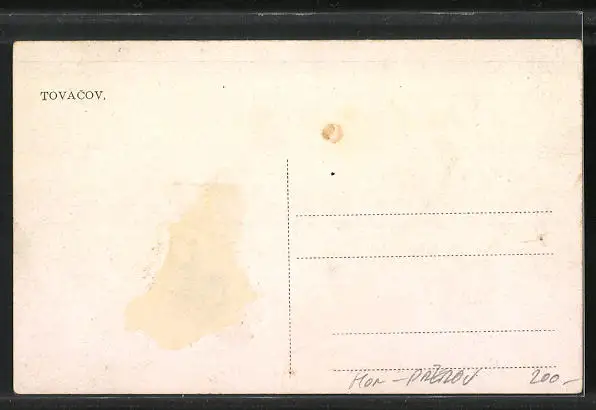 TOVAČOV,
Mor – PŘEROV 200,–